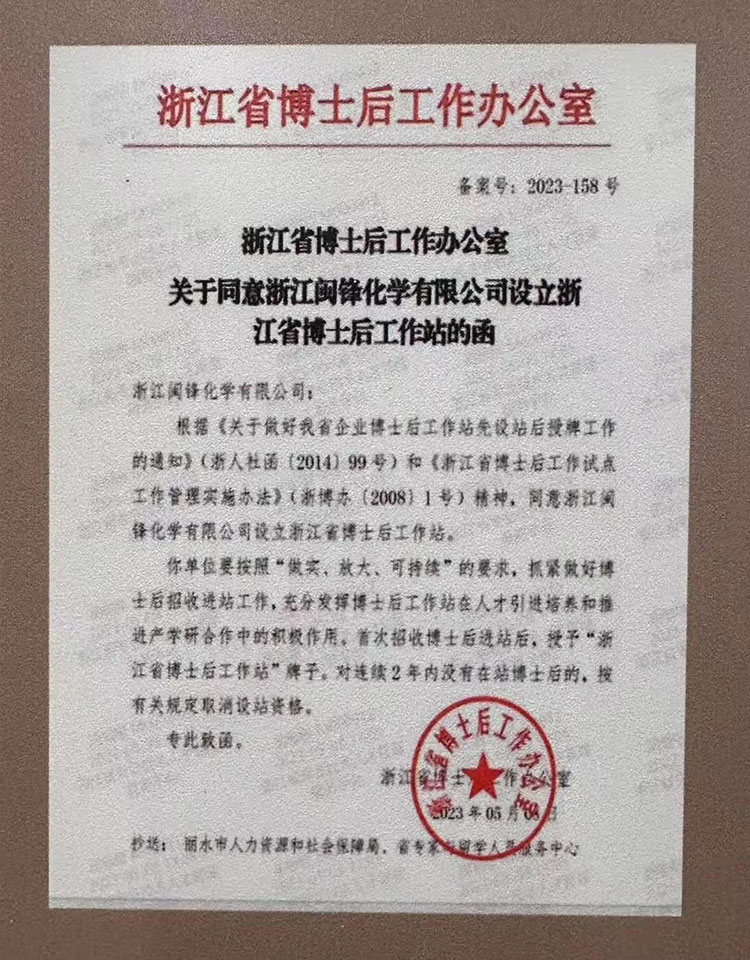 浙江省博士后工作办公室
备案号：2023-158 号
浙江省博士后工作办公室
关于同意浙江闽锋化学有限公司设立浙
江省博士后工作站的函
浙江闽锋化学有限公司：
根据《关于做好我省企业博士后工作站先设站后授牌工作
的通知》（浙人社函〔2014〕99号）和《浙江省博士后工作试点
工作管理实施办法》（浙博办〔2008〕1号）精神，同意浙江闽
锋化学有限公司设立浙江省博士后工作站。
你单位要按照“做实、放大、可持续”的要求，抓紧做好博
士后招收进站工作，充分发挥博士后工作站在人才引进培养和推
进产学研合作中的积极作用。首次招收博士后进站后，授予“浙
江省博士后工作站”牌子。对连续2年内没有在站博士后的，按
有关规定取消设站资格。
专此致函。
浙江省博士后工作办公室
浙江省博士后工作办公室
2023年05月08日
抄送：丽水市人力资源和社会保障局、省专家与留学人员服务中心